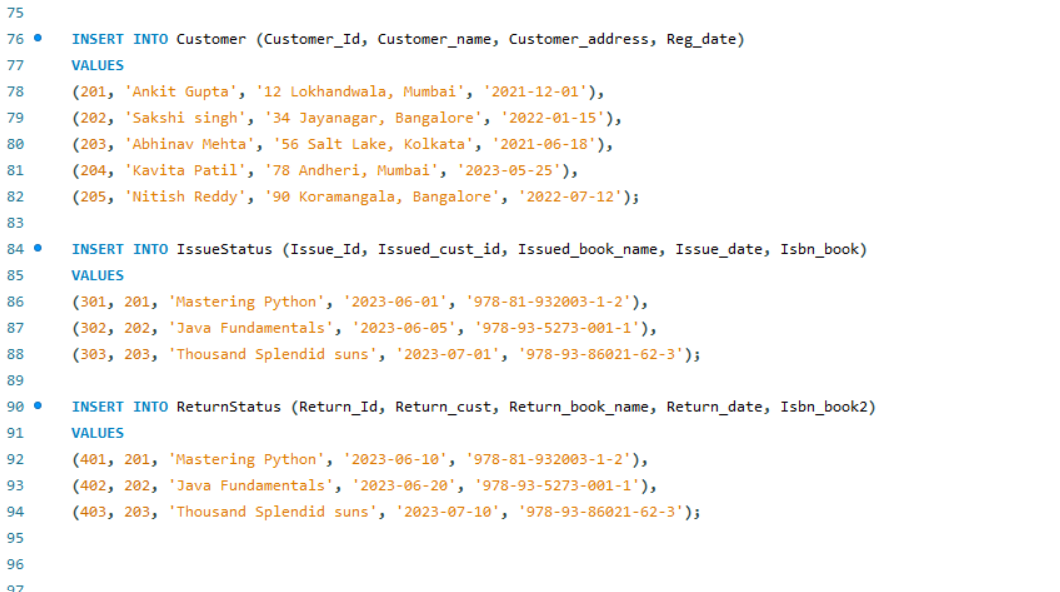 75
76 INSERT INTO Customer (Customer_Id, Customer_name, Customer_address, Reg_date)
77 VALUES
78 (201, 'Ankit Gupta', '12 Lokhandwala, Mumbai', '2021-12-01'),
79 (202, 'Sakshi singh', '34 Jayanagar, Bangalore', '2022-01-15'),
80 (203, 'Abhinav Mehta', '56 Salt Lake, Kolkata', '2021-06-18'),
81 (204, 'Kavita Patil', '78 Andheri, Mumbai', '2023-05-25'),
82 (205, 'Nitish Reddy', '90 Koramangala, Bangalore', '2022-07-12');
83
84 INSERT INTO IssueStatus (Issue_Id, Issued_cust_id, Issued_book_name, Issue_date, Isbn_book)
85 VALUES
86 (301, 201, 'Mastering Python', '2023-06-01', '978-81-932003-1-2'),
87 (302, 202, 'Java Fundamentals', '2023-06-05', '978-93-5273-001-1'),
88 (303, 203, 'Thousand Splendid suns', '2023-07-01', '978-93-86021-62-3');
89
90 INSERT INTO ReturnStatus (Return_Id, Return_cust, Return_book_name, Return_date, Isbn_book2)
91 VALUES
92 (401, 201, 'Mastering Python', '2023-06-10', '978-81-932003-1-2'),
93 (402, 202, 'Java Fundamentals', '2023-06-20', '978-93-5273-001-1'),
94 (403, 203, 'Thousand Splendid suns', '2023-07-10', '978-93-86021-62-3');
95
96
97